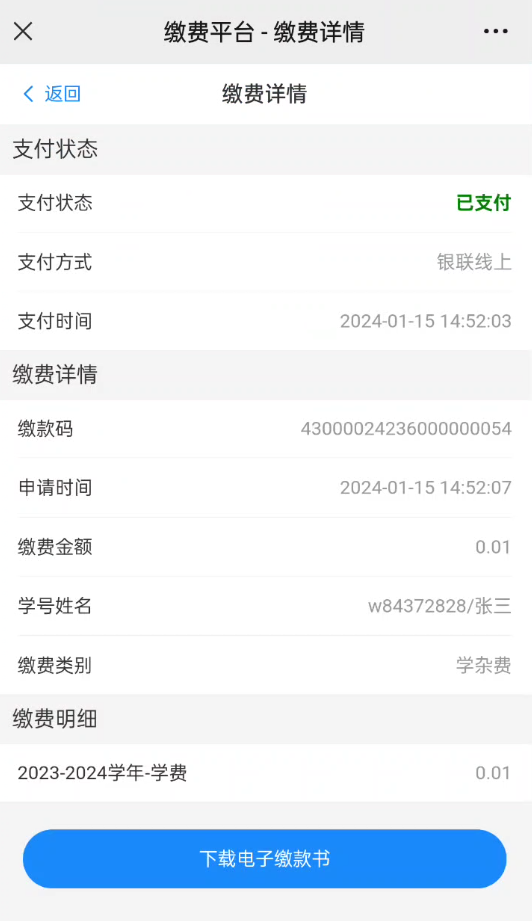 缴费平台 - 缴费详情
返回 缴费详情
支付状态
支付状态 已支付
支付方式 银联线上
支付时间 2024-01-15 14:52:03
缴费详情
缴款码 43000024236000000054
申请时间 2024-01-15 14:52:07
缴费金额 0.01
学号姓名 w84372828/张三
缴费类别 学杂费
缴费明细
2023-2024学年-学费 0.01
下载电子缴款书